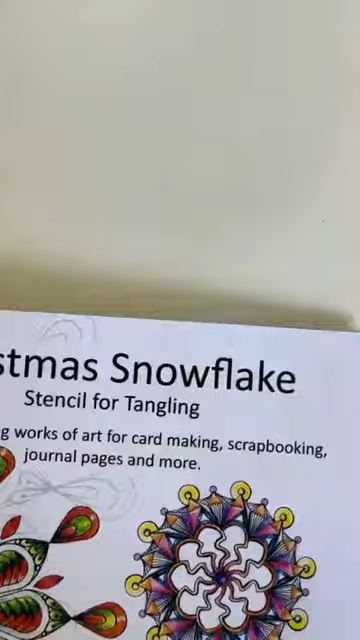 stmas Snowflake
Stencil for Tangling
g works of art for card making, scrapbooking,
journal pages and more.